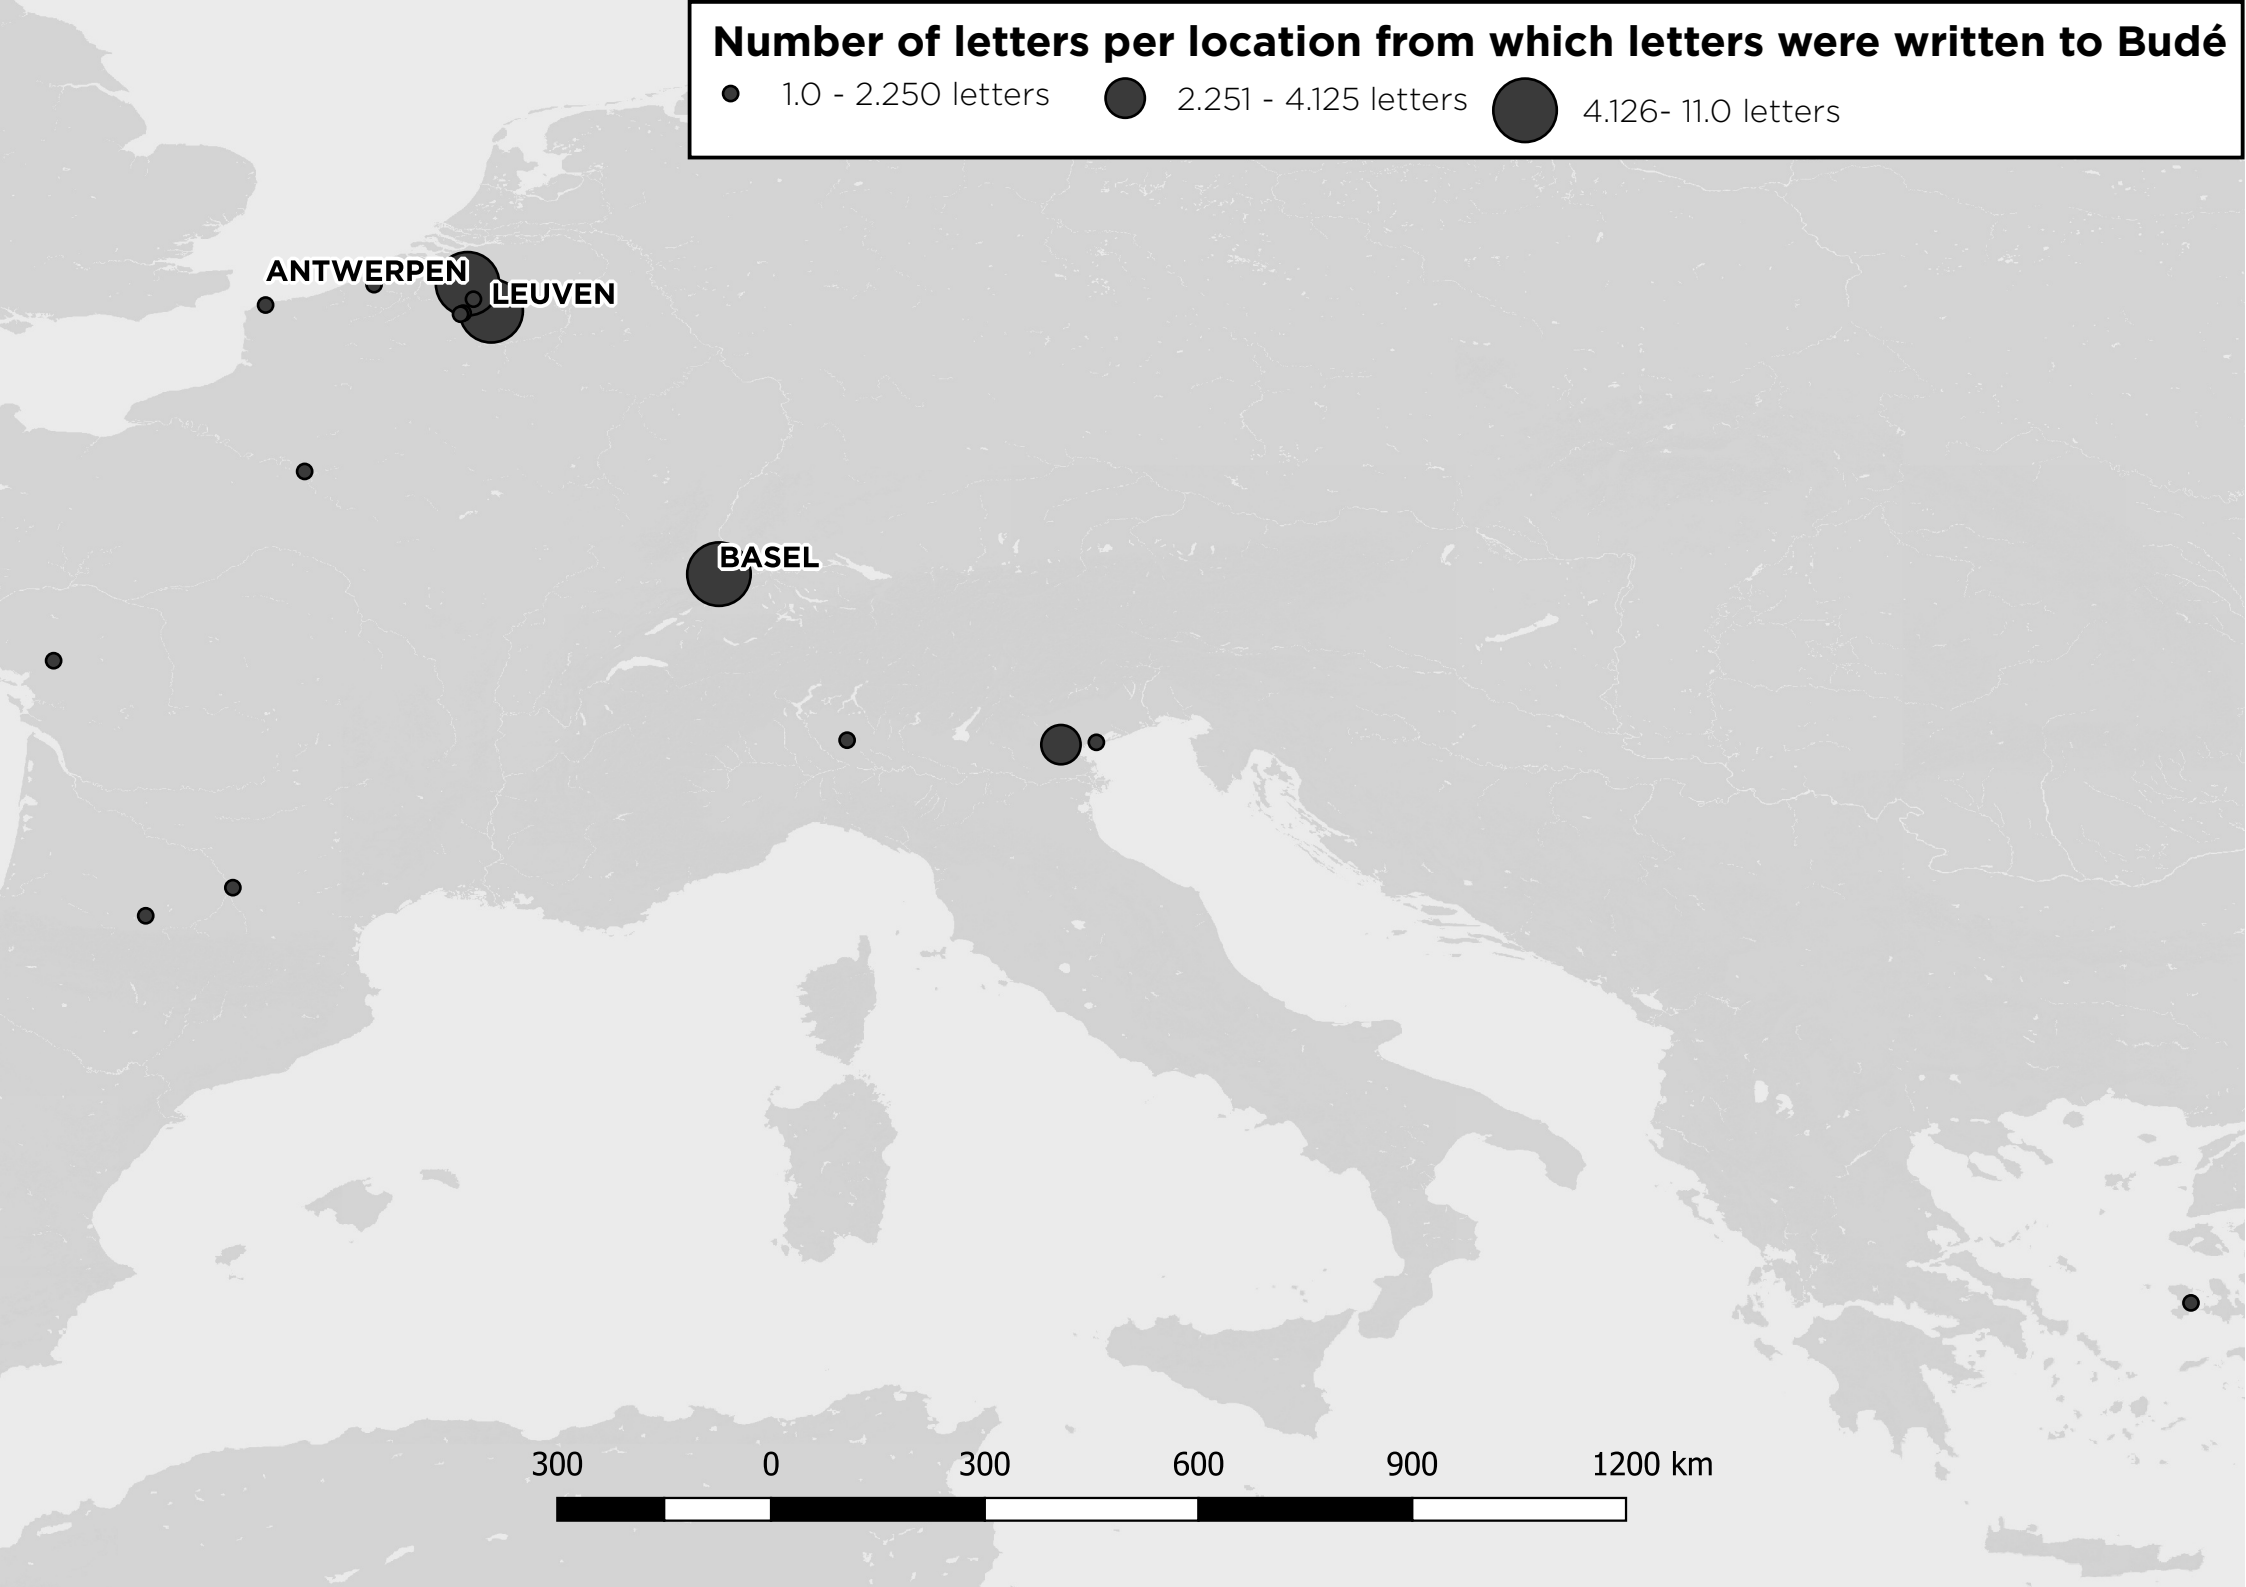 Number of letters per location from which letters were written to Budé
1.0 - 2.250 letters 2.251 - 4.125 letters 4.126- 11.0 letters
ANTWERPEN
LEUVEN
BASEL
300 0 300 600 900 1200 km